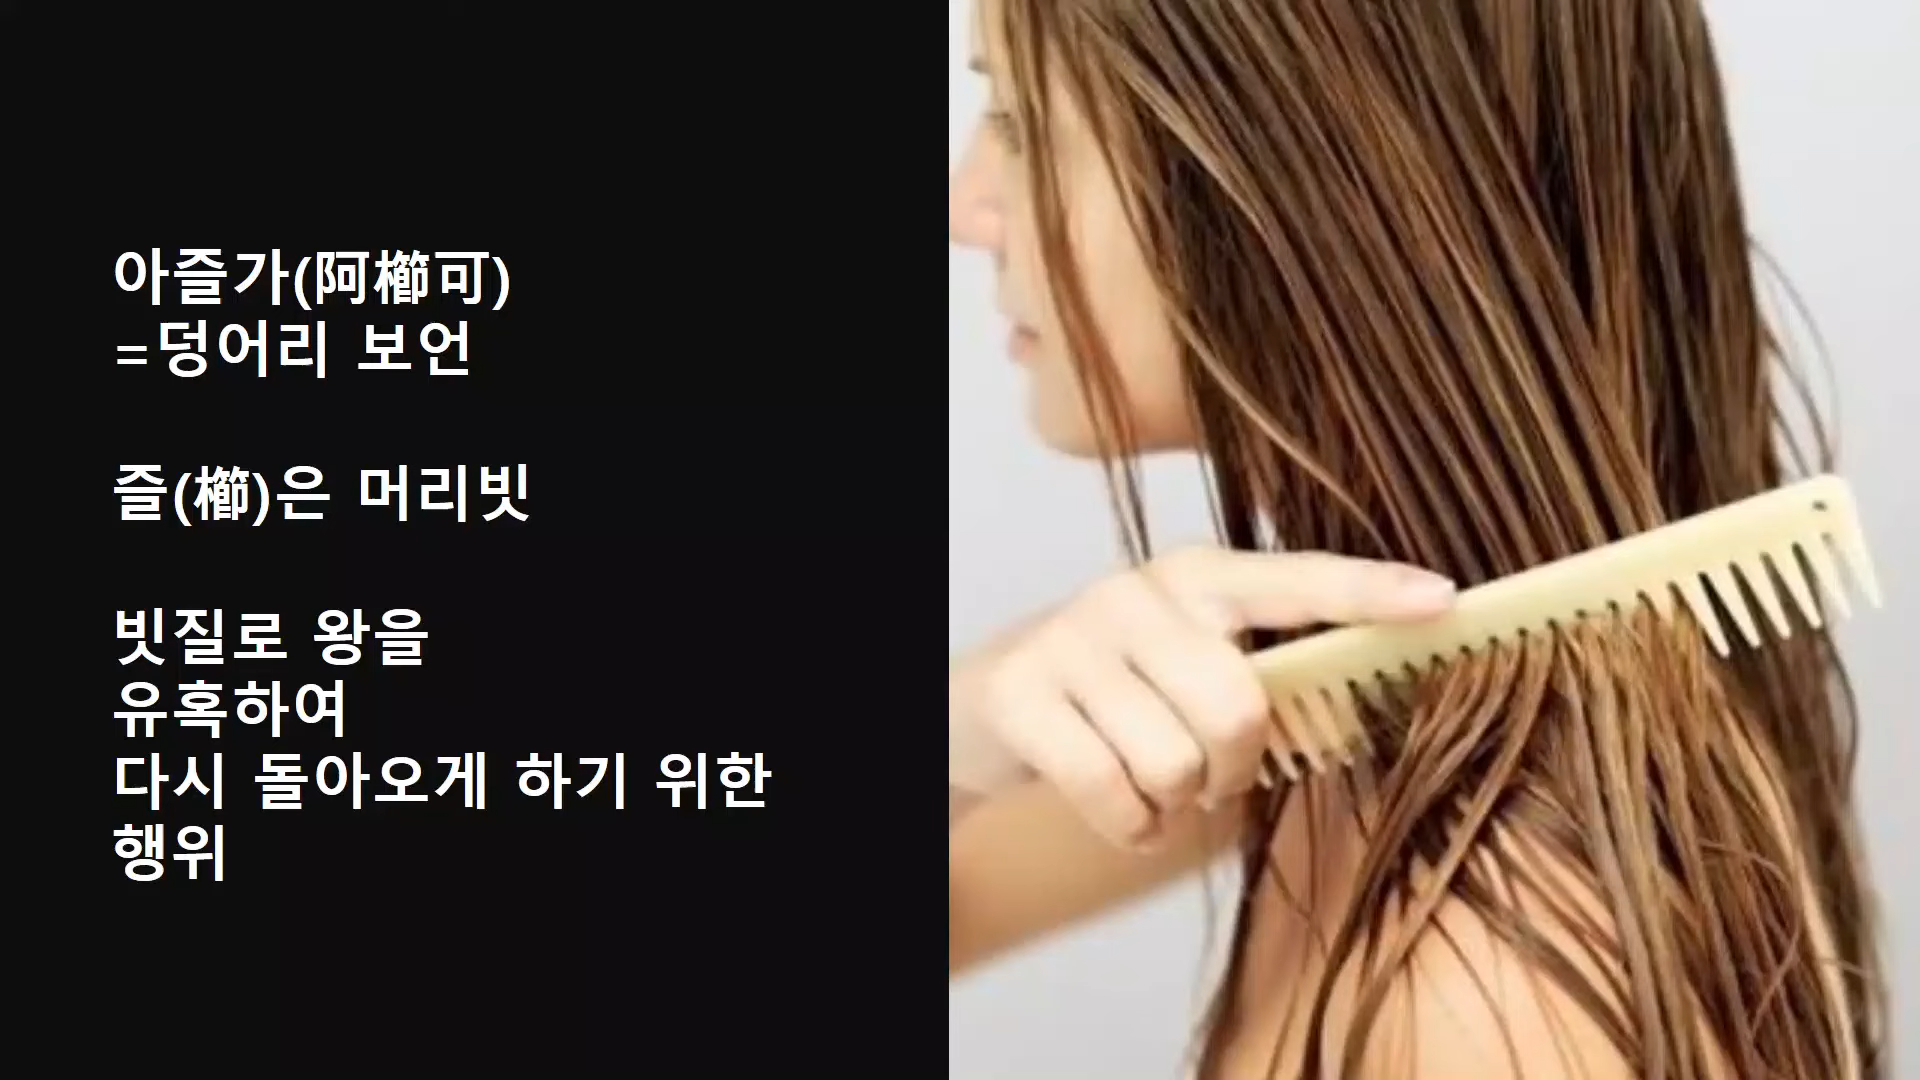 아즐가(阿櫛可)
=덩어리 보언
즐(櫛)은 머리빗
빗질로 왕을
유혹하여
다시 돌아오게 하기 위한
행위